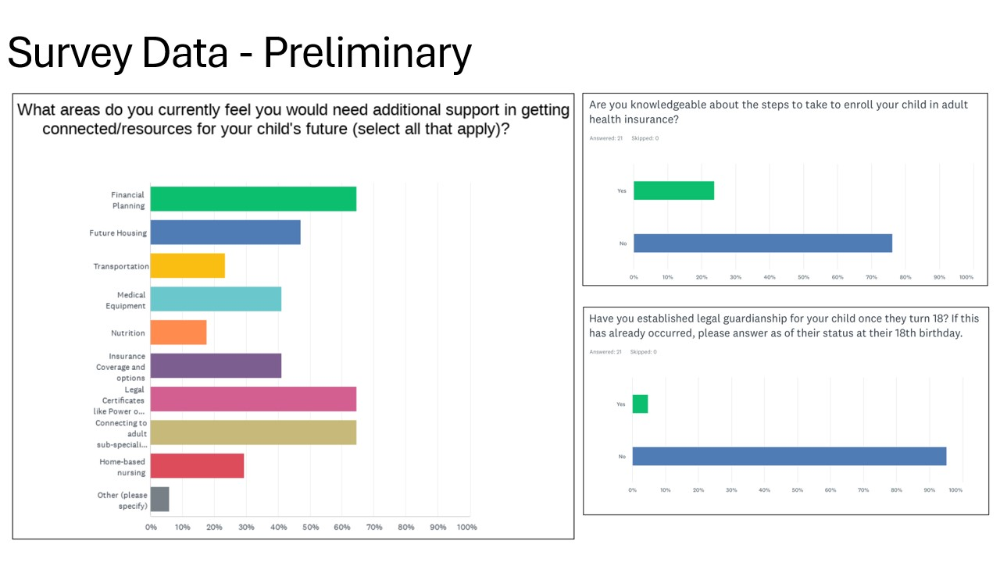 Survey Data - Preliminary
What areas do you currently feel you would need additional support in getting
connected/resources for your child's future (select all that apply)?
Financial
Planning
Future Housing
Transportation
Medical
Equipment
Nutrition
Insurance
Coverage and
options
Legal
Certificates
like Power o...
Connecting to
adult
sub-speciali...
Home-based
nursing
Other (please
specify)
0% 10% 20% 30% 40% 50% 60% 70% 80% 90% 100%
Are you knowledgeable about the steps to take to enroll your child in adult
health insurance?
Answered: 21 Skipped: 0
Yes
No
0% 10% 20% 30% 40% 50% 60% 70% 80% 90% 100%
Have you established legal guardianship for your child once they turn 18? If this
has already occurred, please answer as of their status at their 18th birthday.
Answered: 21 Skipped: 0
Yes
No
0% 10% 20% 30% 40% 50% 60% 70% 80% 90% 100%